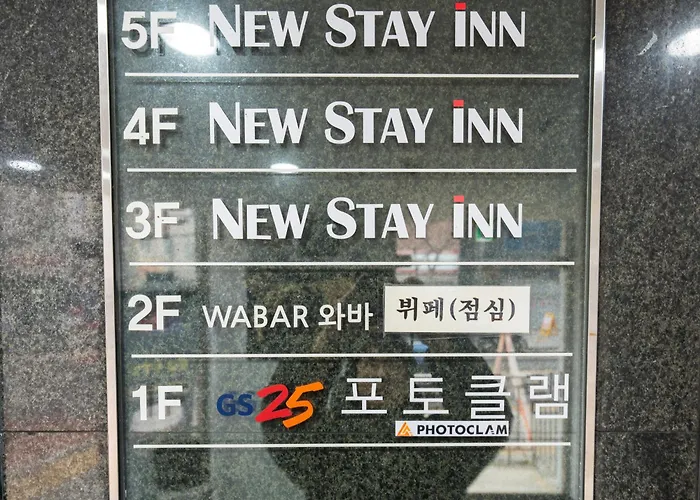 5F NEW STAY INN
4F NEW STAY INN
3F NEW STAY INN
2F WABAR 와바 뷔페(점심)
1F GS25 포토클램
PHOTOCLAM